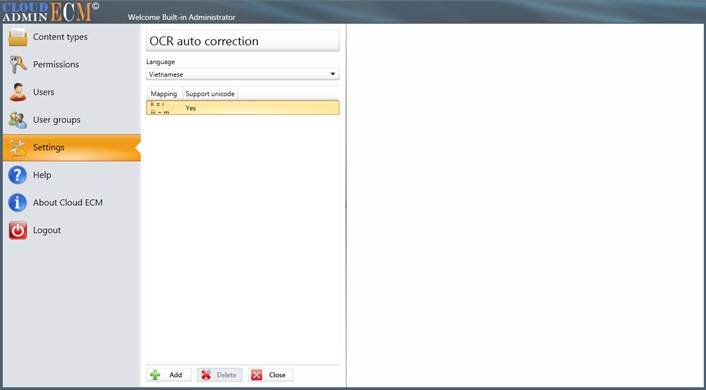 CLOUD ECM©
ADMIN
Welcome Built-in Administrator
Content types
Permissions
Users
User groups
Settings
Help
About Cloud ECM
Logout
OCR auto correction
Language
Vietnamese
Mapping Support unicode
Yes
Add Delete Close